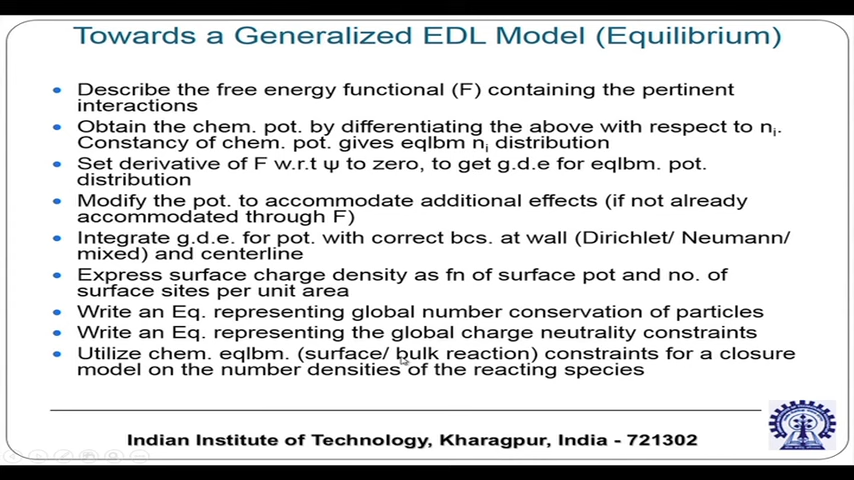 Towards a Generalized EDL Model (Equilibrium)
Describe the free energy functional (F) containing the pertinent
interactions
Obtain the chem. pot. by differentiating the above with respect to nᵢ.
Constancy of chem. pot. gives eqlbm nᵢ distribution
Set derivative of F w.r.t ψ to zero, to get g.d.e for eqlbm. pot.
distribution
Modify the pot. to accommodate additional effects (if not already
accommodated through F)
Integrate g.d.e. for pot. with correct bcs. at wall (Dirichlet/ Neumann/
mixed) and centerline
Express surface charge density as fn of surface pot and no. of
surface sites per unit area
Write an Eq. representing global number conservation of particles
Write an Eq. representing the global charge neutrality constraints
Utilize chem. eqlbm. (surface/ bulk reaction) constraints for a closure
model on the number densities of the reacting species
Indian Institute of Technology, Kharagpur, India - 721302